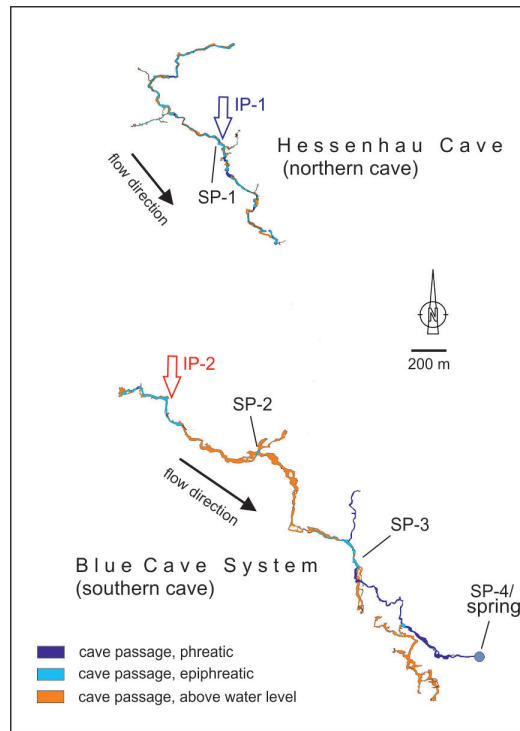 IP-1
Hessenhau Cave
(northern cave)
flow direction
SP-1
N
200 m
IP-2
SP-2
flow direction
SP-3
Blue Cave System
(southern cave)
SP-4/
spring
cave passage, phreatic
cave passage, epiphreatic
cave passage, above water level